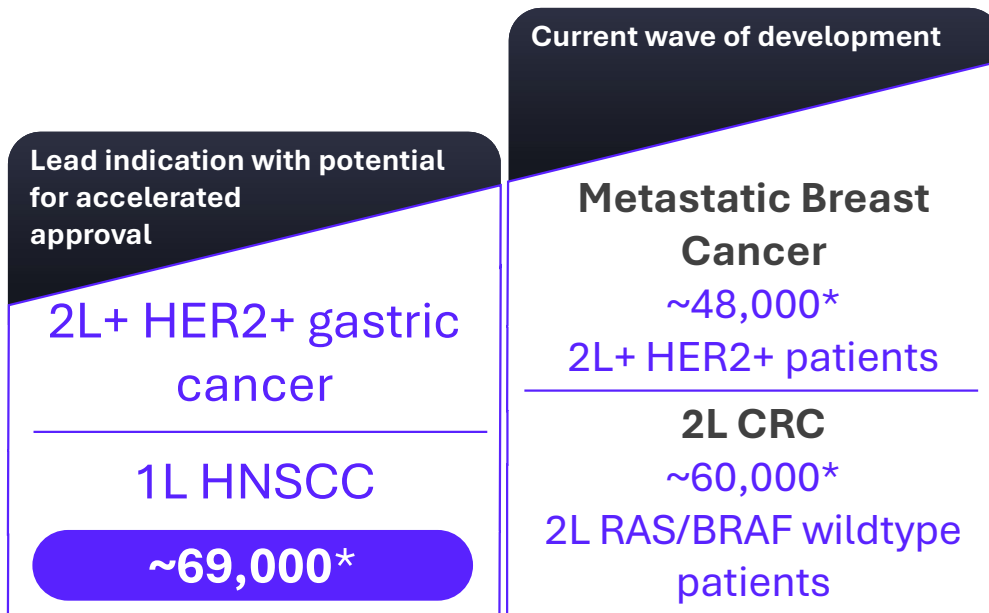 Lead indication with potential
for accelerated
approval
2L+ HER2+ gastric
cancer
1L HNSCC
~69,000*
Current wave of development
Metastatic Breast
Cancer
~48,000*
2L+ HER2+ patients
2L CRC
~60,000*
2L RAS/BRAF wildtype
patients